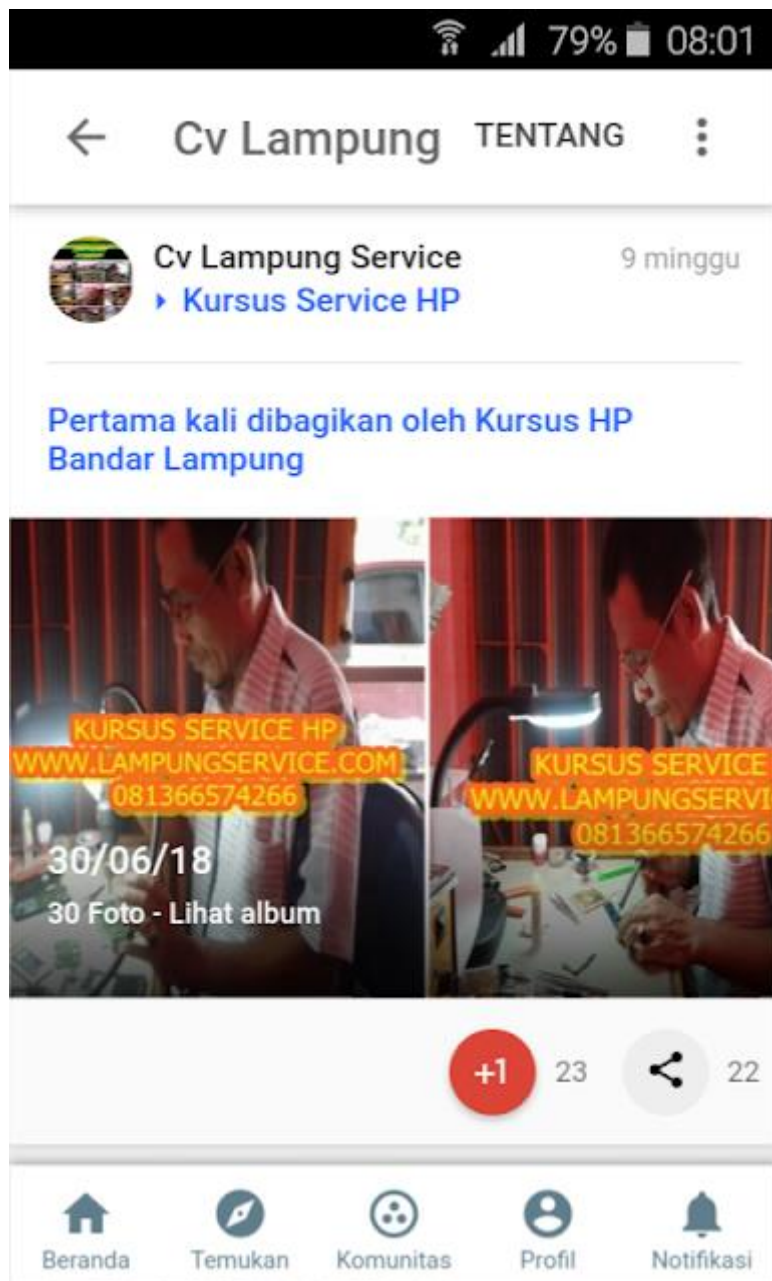 79% 08:01
Cv Lampung TENTANG
Cv Lampung Service 9 minggu
Kursus Service HP
Pertama kali dibagikan oleh Kursus HP
Bandar Lampung
KURSUS SERVICE HP
WWW.LAMPUNGSERVICE.COM
081366574266
30/06/18
30 Foto - Lihat album
KURSUS SERVICE
WWW.LAMPUNGSERVI
081366574266
+1 23 22
Beranda Temukan Komunitas Profil Notifikasi